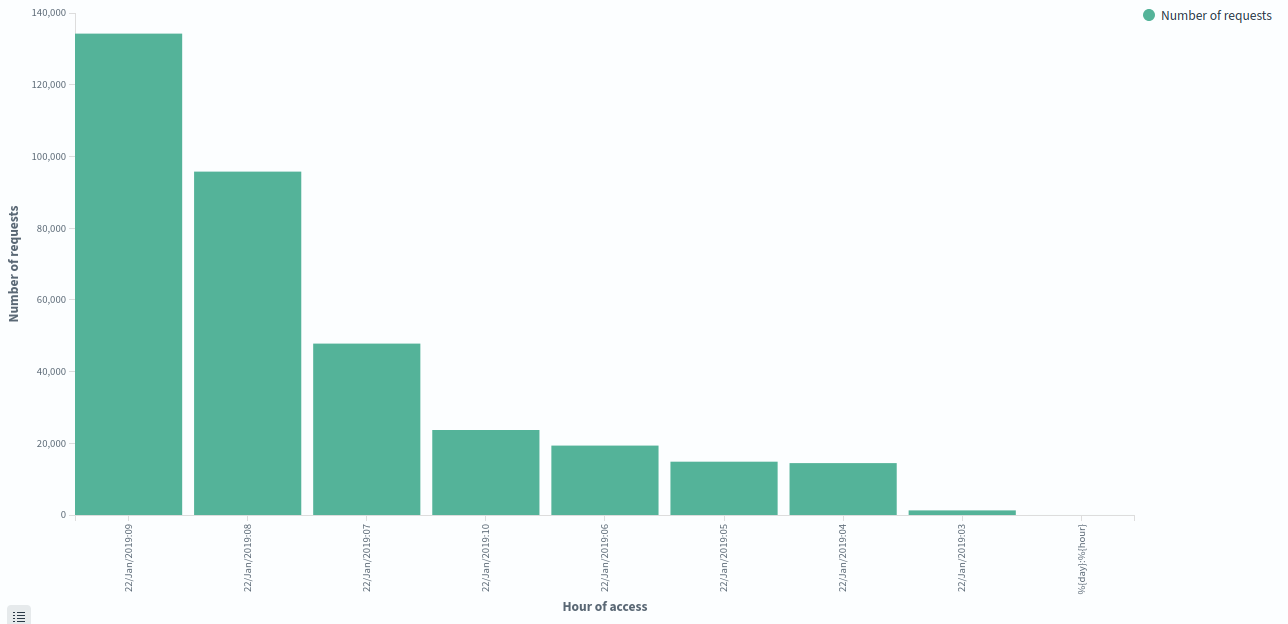 Number of requests
140,000
120,000
100,000
80,000
60,000
40,000
20,000
0
Number of requests
22/Jan/2019:09
22/Jan/2019:08
22/Jan/2019:07
22/Jan/2019:10
22/Jan/2019:06
22/Jan/2019:05
22/Jan/2019:04
22/Jan/2019:03
%{day}:%{hour}
Hour of access